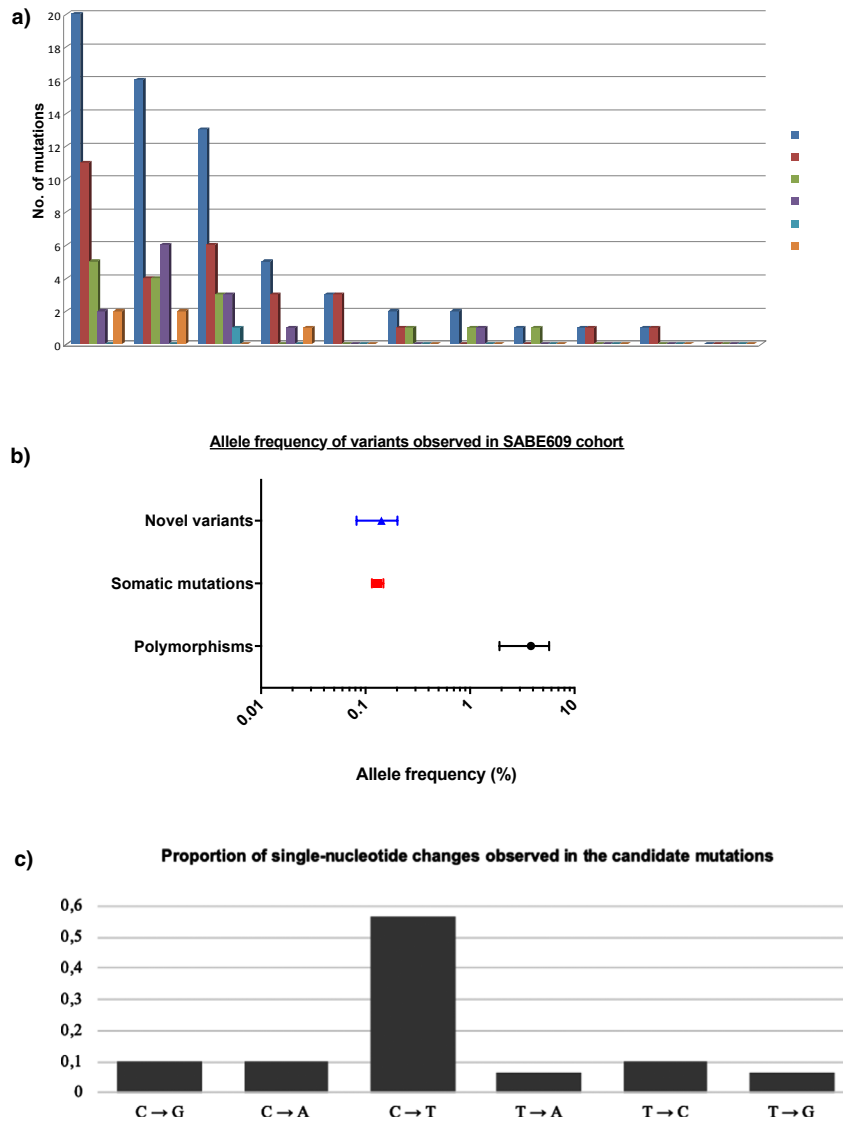 a)
No. of mutations
20
18
16
14
12
10
8
6
4
2
0
b)
Allele frequency of variants observed in SABE609 cohort
Novel variants
Somatic mutations
Polymorphisms
0.01 0.1 1 10
Allele frequency (%)
c)
Proportion of single-nucleotide changes observed in the candidate mutations
0,6
0,5
0,4
0,3
0,2
0,1
0
C → G C → A C → T T → A T → C T → G